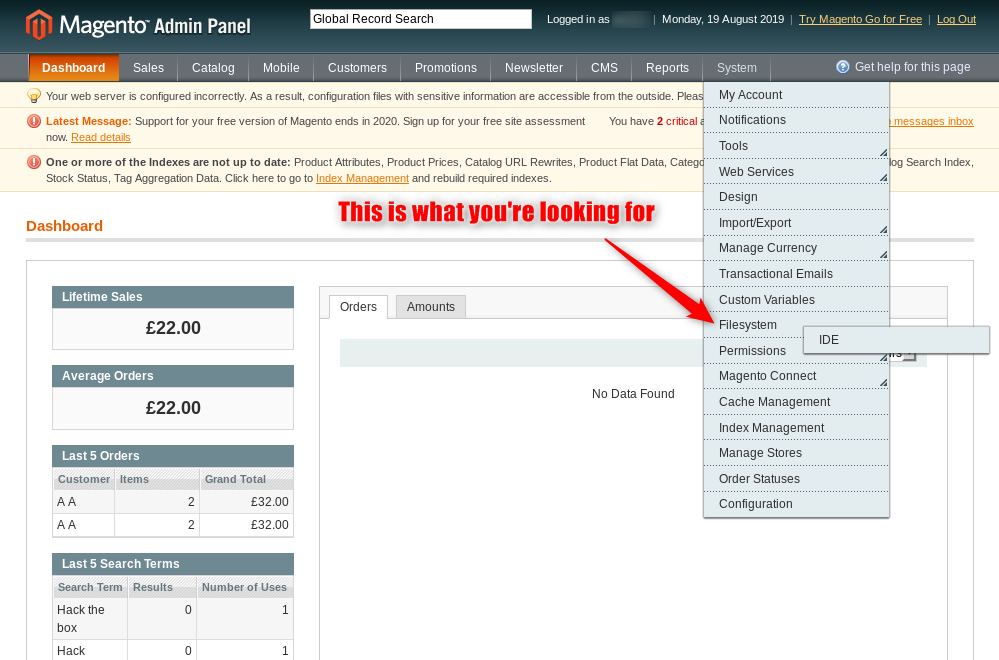 Magento™ Admin Panel
Global Record Search
Logged in as | Monday, 19 August 2019 | Try Magento Go for Free | Log Out
Dashboard Sales Catalog Mobile Customers Promotions Newsletter CMS Reports System Get help for this page
Your web server is configured incorrectly. As a result, configuration files with sensitive information are accessible from the outside.
Latest Message: Support for your free version of Magento ends in 2020. Sign up for your free site assessment
now. Read details
You have 2 critical
messages inbox
One or more of the Indexes are not up to date: Product Attributes, Product Prices, Catalog URL Rewrites, Product Flat Data,
Search Index,
Stock Status, Tag Aggregation Data. Click here to go to Index Management and rebuild required indexes.
My Account
Notifications
Tools
Web Services
Design
Import/Export
Manage Currency
Transactional Emails
Custom Variables
Filesystem
IDE
Permissions
Magento Connect
Cache Management
Index Management
Manage Stores
Order Statuses
Configuration
This is what you're looking for
Dashboard
Lifetime Sales
£22.00
Average Orders
£22.00
Last 5 Orders
Customer Items Grand Total
A A 2 £32.00
A A 2 £32.00
Last 5 Search Terms
Search Term Results Number of Uses
Hack the 0 1
box
Hack 0 1
Orders Amounts
No Data Found